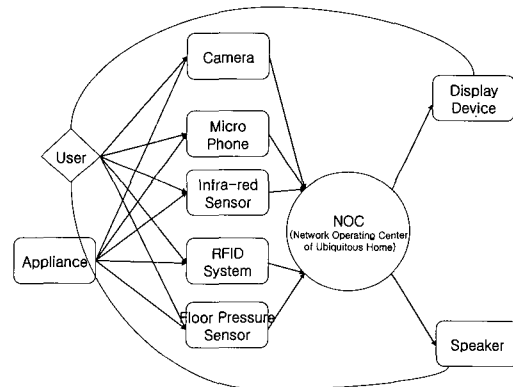 Camera
Display
Device
Micro
Phone
User
Infra-red
Sensor
NOC
(Network Operating Center
of Ubiquitous Home)
Appliance
RFID
System
Floor Pressure
Sensor
Speaker